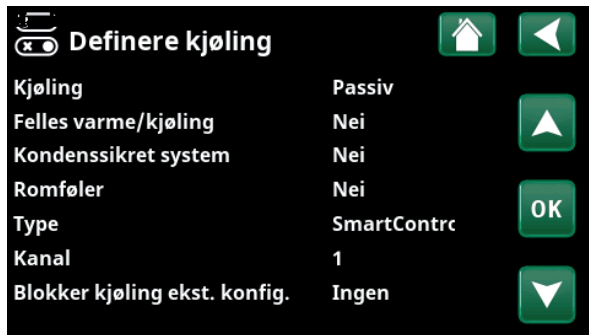 Definere kjøling
Kjøling Passiv
Felles varme/kjøling Nei
Kondenssikret system Nei
Romføler Nei
Type SmartContrc
OK
Kanal 1
Blokker kjøling ekst. konfig. Ingen